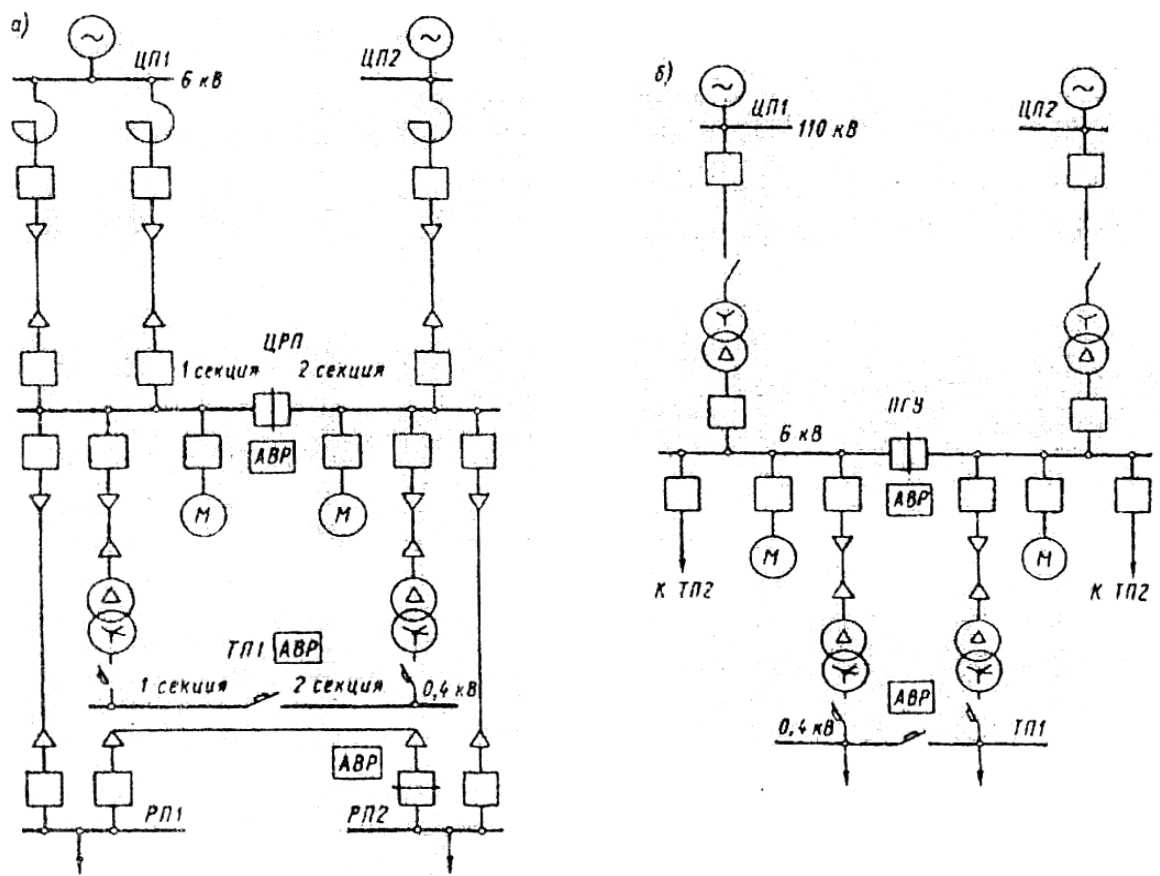 а)
ЦП1
6 кВ
ЦП2
ЦРП
1 секция
2 секция
АВР
М
М
ТП1
АВР
1 секция
2 секция
0,4 кВ
АВР
РП1
РП2
б)
ЦП1
110 кВ
ЦП2
ПГУ
6 кВ
АВР
М
М
К ТП2
К ТП2
АВР
0,4 кВ
ТП1